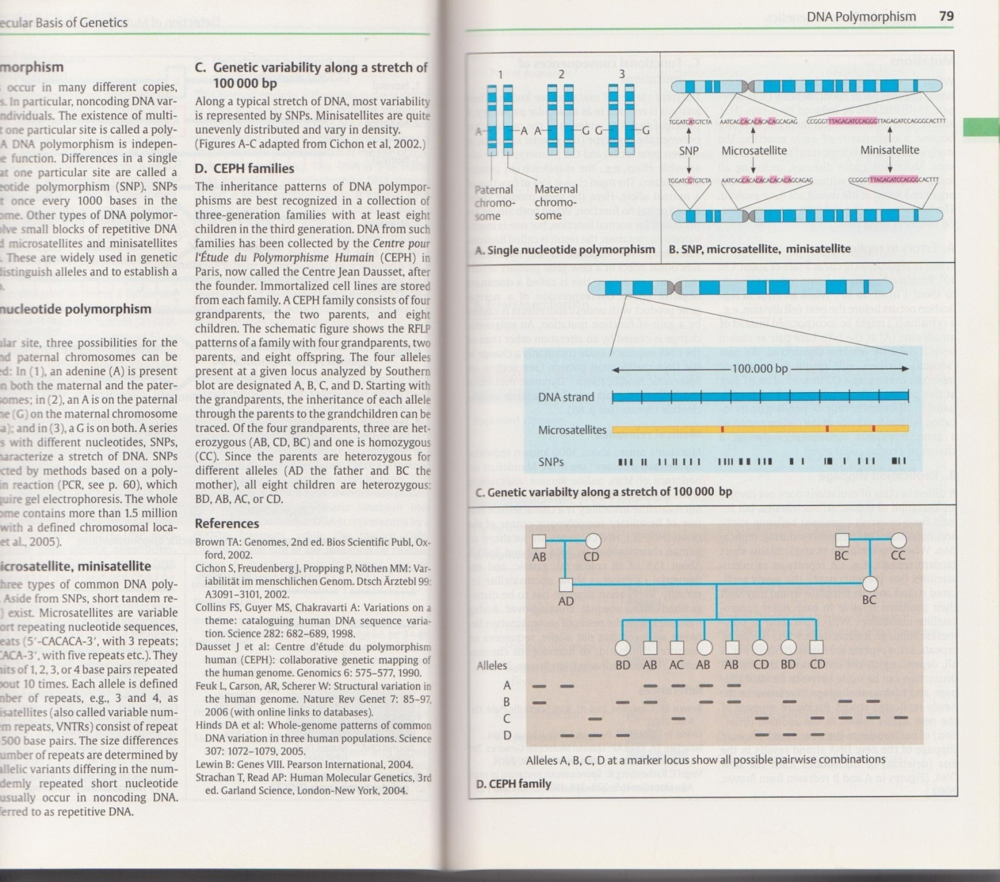 ecular Basis of Genetics
morphism
occur in many different copies,
s. In particular, noncoding DNA var-
ndividuals. The existence of multi-
t one particular site is called a poly-
A DNA polymorphism is indepen-
e function. Differences in a single
at one particular site are called a
eotide polymorphism (SNP). SNPs
t once every 1000 bases in the
ome. Other types of DNA polymor-
olve small blocks of repetitive DNA
d microsatellites and minisatellites
. These are widely used in genetic
distinguish alleles and to establish a
nucleotide polymorphism
ular site, three possibilities for the
nd paternal chromosomes can be
ed: In (1), an adenine (A) is present
n both the maternal and the pater-
somes; in (2), an A is on the paternal
ne (G) on the maternal chromosome
a); and in (3), a G is on both. A series
s with different nucleotides, SNPs,
haracterize a stretch of DNA. SNPs
cted by methods based on a poly-
in reaction (PCR, see p. 60), which
quire gel electrophoresis. The whole
ome contains more than 1.5 million
with a defined chromosomal loca-
et al., 2005).
icrosatellite, minisatellite
three types of common DNA poly-
. Aside from SNPs, short tandem re-
) exist. Microsatellites are variable
ort repeating nucleotide sequences,
eats (5′-CACACA-3′, with 3 repeats;
CACA-3′, with five repeats etc.). They
nits of 1, 2, 3, or 4 base pairs repeated
bout 10 times. Each allele is defined
mber of repeats, e.g., 3 and 4, as
isatellites (also called variable num-
m repeats, VNTRs) consist of repeat
-500 base pairs. The size differences
umber of repeats are determined by
allelic variants differing in the num-
demly repeated short nucleotide
usually occur in noncoding DNA.
ferred to as repetitive DNA.
C. Genetic variability along a stretch of
100 000 bp
Along a typical stretch of DNA, most variability
is represented by SNPs. Minisatellites are quite
unevenly distributed and vary in density.
(Figures A-C adapted from Cichon et al, 2002.)
D. CEPH families
The inheritance patterns of DNA polympor-
phisms are best recognized in a collection of
three-generation families with at least eight
children in the third generation. DNA from such
families has been collected by the Centre pour
l'Étude du Polymorphisme Humain (CEPH) in
Paris, now called the Centre Jean Dausset, after
the founder. Immortalized cell lines are stored
from each family. A CEPH family consists of four
grandparents, the two parents, and eight
children. The schematic figure shows the RFLP
patterns of a family with four grandparents, two
parents, and eight offspring. The four alleles
present at a given locus analyzed by Southern
blot are designated A, B, C, and D. Starting with
the grandparents, the inheritance of each allele
through the parents to the grandchildren can be
traced. Of the four grandparents, three are het-
erozygous (AB, CD, BC) and one is homozygous
(CC). Since the parents are heterozygous for
different alleles (AD the father and BC the
mother), all eight children are heterozygous:
BD, AB, AC, or CD.
References
Brown TA: Genomes, 2nd ed. Bios Scientific Publ, Ox-
ford, 2002.
Cichon S, Freudenberg J, Propping P, Nöthen MM: Var-
iabilität im menschlichen Genom. Dtsch Ärztebl 99:
A3091–3101, 2002.
Collins FS, Guyer MS, Chakravarti A: Variations on a
theme: cataloguing human DNA sequence varia-
tion. Science 282: 682–689, 1998.
Dausset J et al: Centre d'étude du polymorphism
human (CEPH): collaborative genetic mapping of
the human genome. Genomics 6: 575–577, 1990.
Feuk L, Carson, AR, Scherer W: Structural variation in
the human genome. Nature Rev Genet 7: 85–97,
2006 (with online links to databases).
Hinds DA et al: Whole-genome patterns of common
DNA variation in three human populations. Science
307: 1072–1079, 2005.
Lewin B: Genes VIII. Pearson International, 2004.
Strachan T, Read AP: Human Molecular Genetics, 3rd
ed. Garland Science, London-New York, 2004.
DNA Polymorphism 79
1 2 3
A A A G G G
Paternal
chromo-
some
Maternal
chromo-
some
A. Single nucleotide polymorphism
TGGATCATGTCTA AATCAGCACACACACAGCAGAG CCGGGTTTAGAGATCCAGGGTTAGAGATCCAGGGCACTTT
SNP Microsatellite Minisatellite
TGGATCGTGTCTA AATCAGCACACACACACAGCAGAG CCGGGTTTAGAGATCCAGGGCACTTT
B. SNP, microsatellite, minisatellite
100.000 bp
DNA strand
Microsatellites
SNPs
C. Genetic variabilty along a stretch of 100 000 bp
AB CD BC CC
AD BC
Alleles BD AB AC AB AB CD BD CD
A
B
C
D
Alleles A, B, C, D at a marker locus show all possible pairwise combinations
D. CEPH family